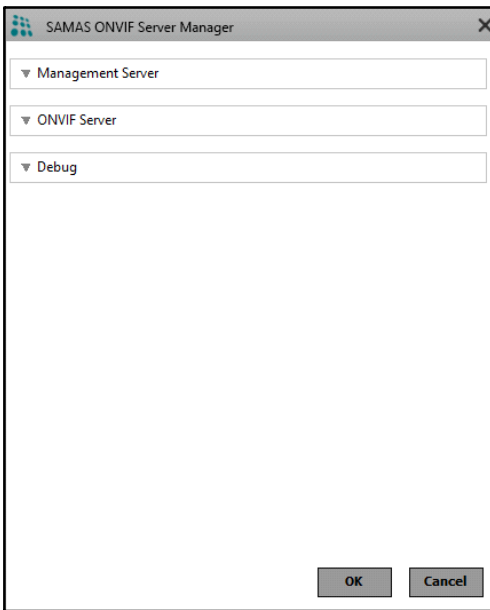 SAMAS ONVIF Server Manager
Management Server
ONVIF Server
Debug
OK Cancel